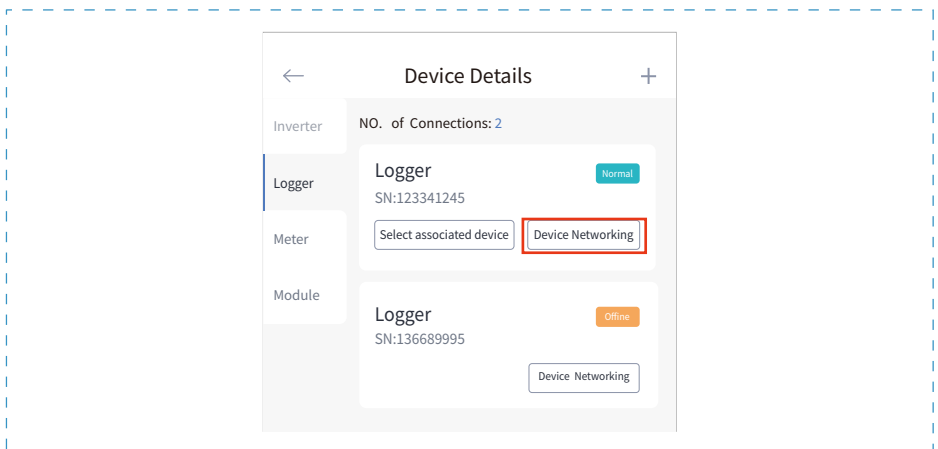 Device Details
Inverter
Logger
Meter
Module
NO. of Connections: 2
Logger
Normal
SN:123341245
Select associated device
Device Networking
Logger
Offine
SN:136689995
Device Networking